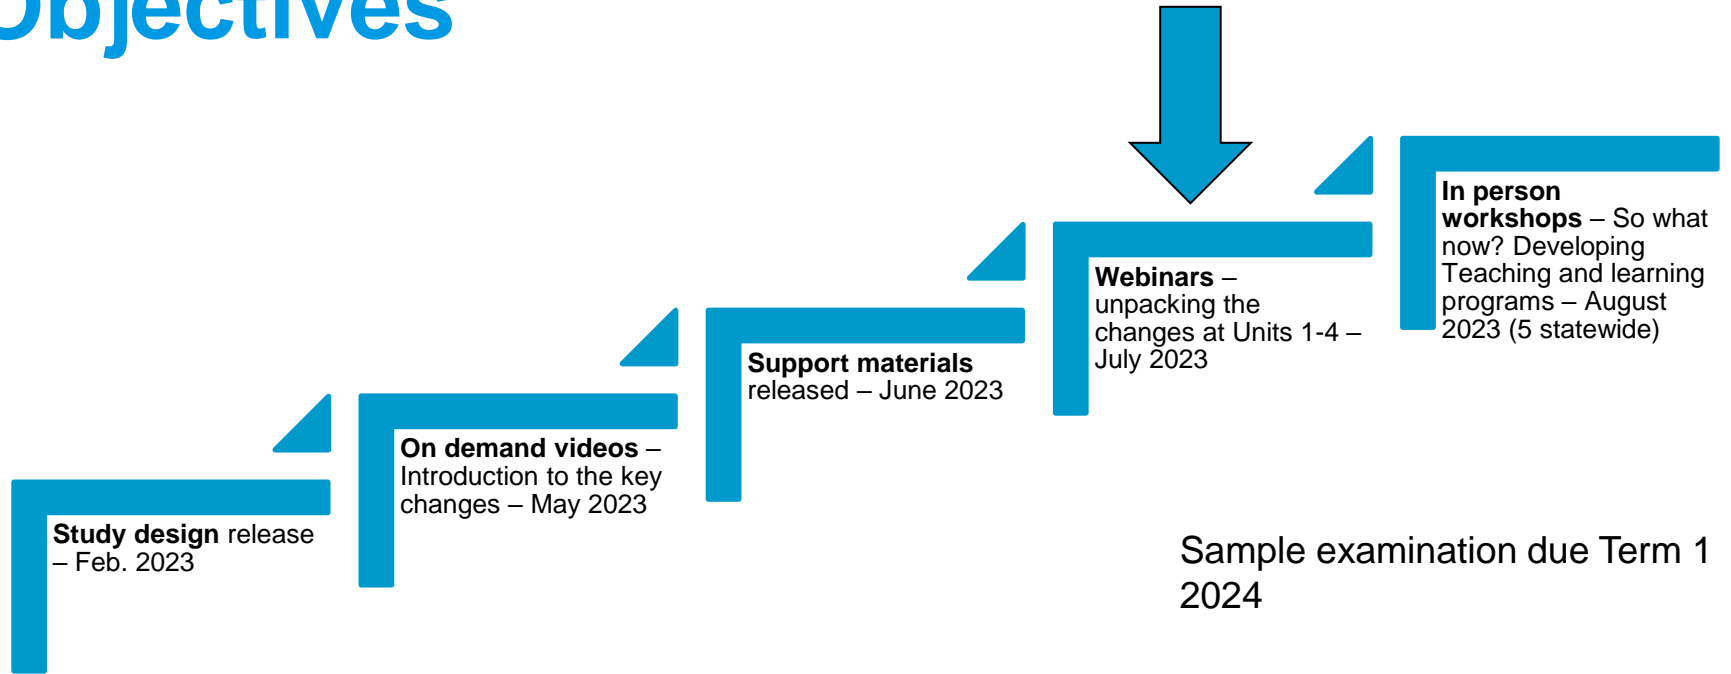 Objectives
Study design release
– Feb. 2023
On demand videos –
Introduction to the key
changes – May 2023
Support materials
released – June 2023
Webinars –
unpacking the
changes at Units 1-4 –
July 2023
In person
workshops – So what
now? Developing
Teaching and learning
programs – August
2023 (5 statewide)
Sample examination due Term 1
2024